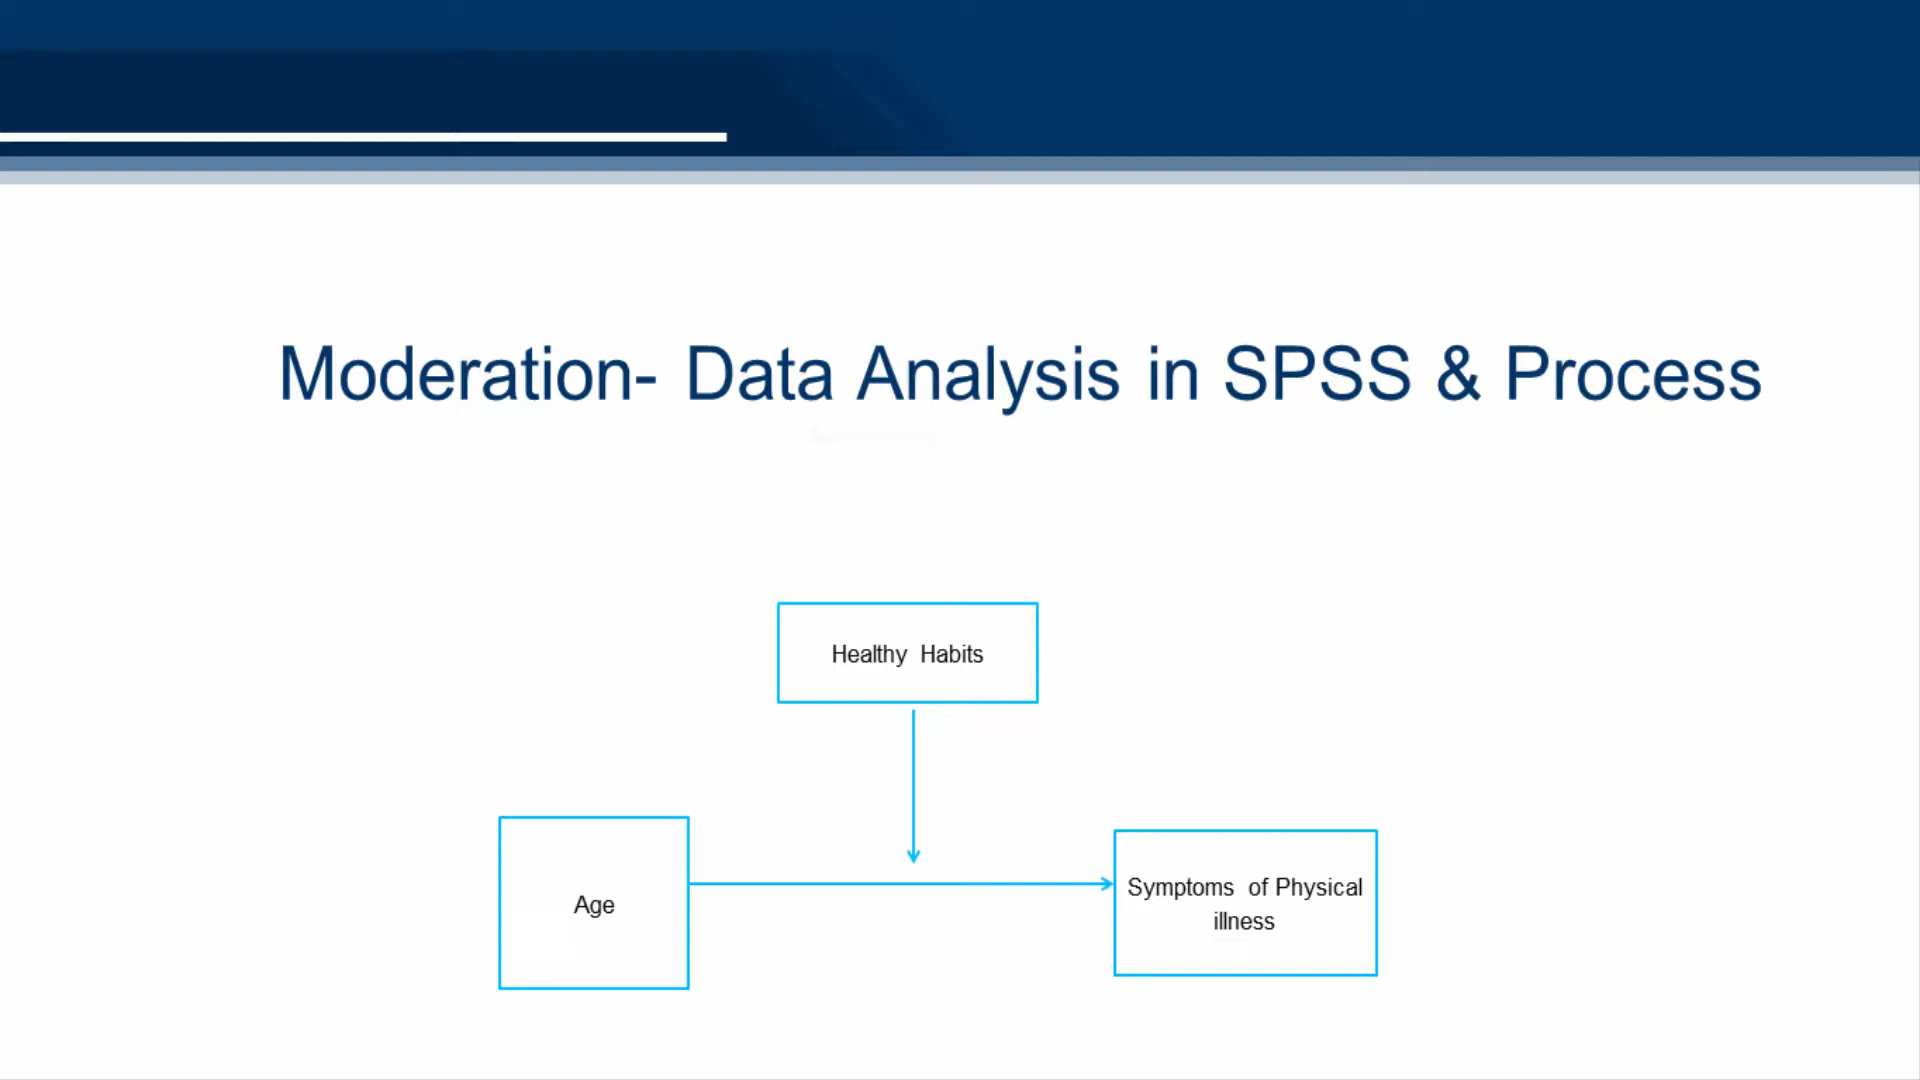 Moderation- Data Analysis in SPSS & Process
Healthy Habits
Age
Symptoms of Physical
illness